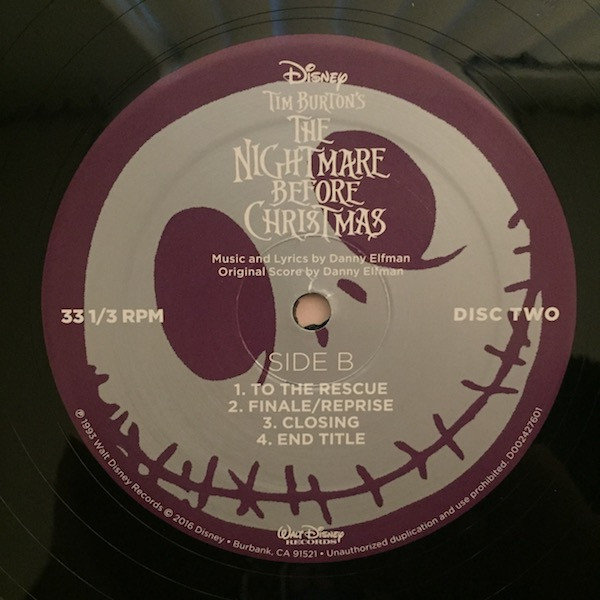 Disney
TIM BURTON'S
THE
NIGHTMARE
BEFORE
CHRISTMAS
Music and Lyrics by Danny Elfman
Original Score by Danny Elfman
33 1/3 RPM
DISC TWO
SIDE B
1. TO THE RESCUE
2. FINALE/REPRISE
3. CLOSING
4. END TITLE
WALT DISNEY
RECORDS
℗ 1993 Walt Disney Records © 2016 Disney • Burbank, CA 91521 • Unauthorized duplication and use prohibited. D002427601